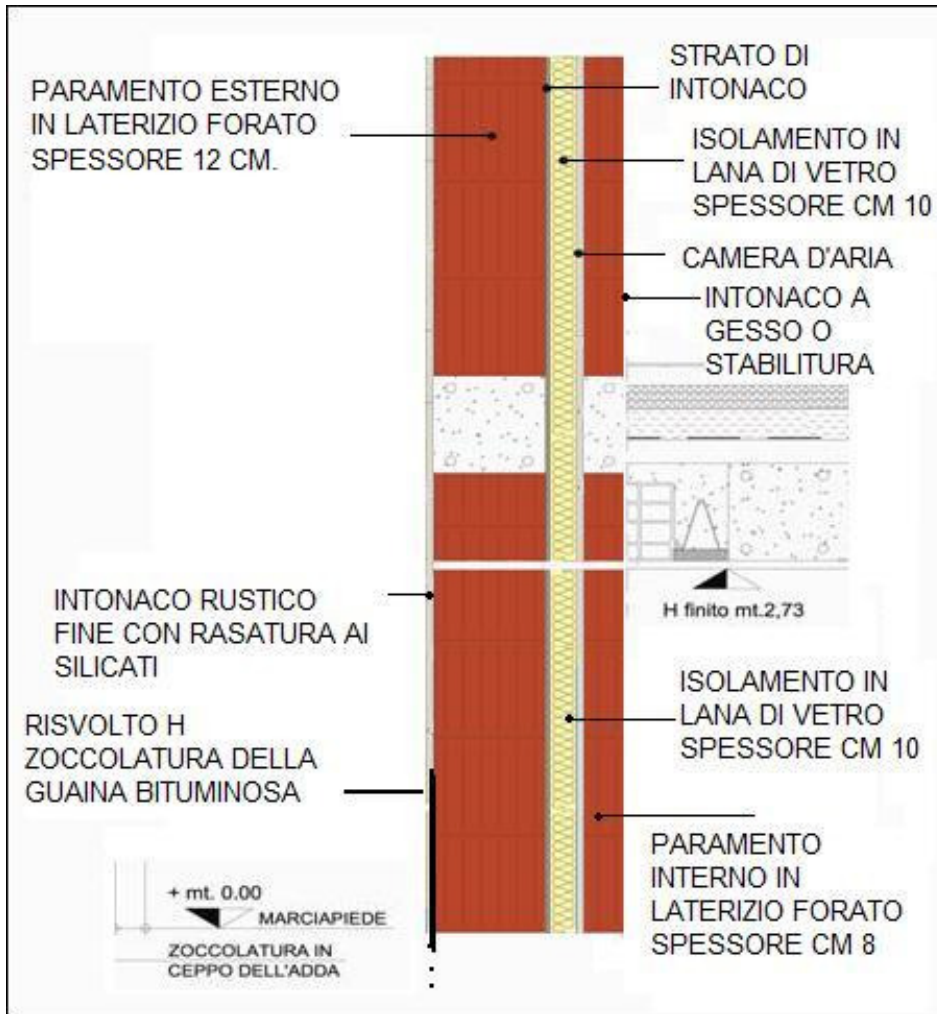 PARAMENTO ESTERNO
IN LATERIZIO FORATO
SPESSORE 12 CM.
STRATO DI
INTONACO
ISOLAMENTO IN
LANA DI VETRO
SPESSORE CM 10
CAMERA D'ARIA
INTONACO A
GESSO O
STABILITURA
H finito mt.2,73
INTONACO RUSTICO
FINE CON RASATURA AI
SILICATI
RISVOLTO H
ZOCCOLATURA DELLA
GUAINA BITUMINOSA
ISOLAMENTO IN
LANA DI VETRO
SPESSORE CM 10
PARAMENTO
INTERNO IN
LATERIZIO FORATO
SPESSORE CM 8
+ mt. 0.00
MARCIAPIEDE
ZOCCOLATURA IN
CEPPO DELL'ADDA